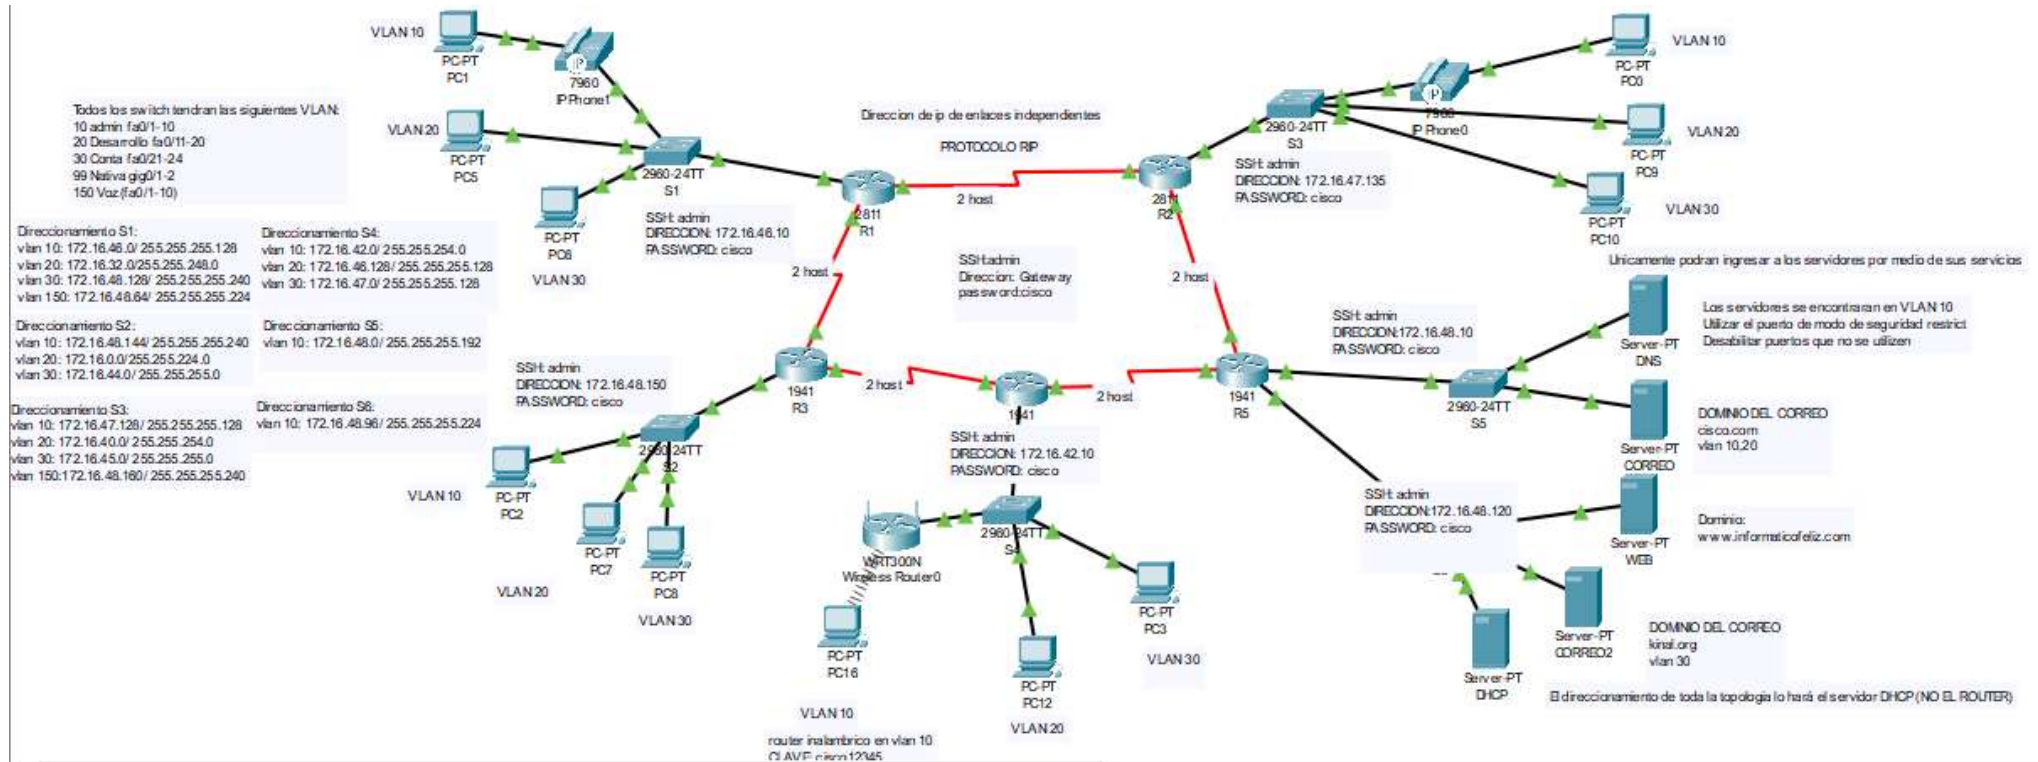 VLAN 10
PC-PT
PC1
7960
IP Phone1
Todos los switch tendran las siguientes VLAN:
10 admin fa0/1-10
20 Desarrollo fa0/11-20
30 Conta fa0/21-24
99 Nativa gig0/1-2
150 Voz (fa0/1-10)
VLAN 20
PC-PT
PC5
2960-24TT
S1
PC-PT
PC6
VLAN 30
SSH: admin
DIRECCION: 172.16.46.10
PASSWORD: cisco
Direccion de ip de enlaces independientes
PROTOCOLO RIP
2811
R1
2 host
2811
R2
2960-24TT
S3
SSH: admin
DIRECCION: 172.16.47.135
PASSWORD: cisco
7960
IP Phone0
PC-PT
PC0
VLAN 10
PC-PT
PC9
VLAN 20
PC-PT
PC10
VLAN 30
Direccionamiento S1:
vlan 10: 172.16.46.0/ 255.255.255.128
vlan 20: 172.16.32.0/255.255.248.0
vlan 30: 172.16.48.128/ 255.255.255.240
vlan 150: 172.16.48.64/ 255.255.255.224
Direccionamiento S4:
vlan 10: 172.16.42.0/ 255.255.254.0
vlan 20: 172.16.46.128/ 255.255.255.128
vlan 30: 172.16.47.0/ 255.255.255.128
Direccionamiento S2:
vlan 10: 172.16.48.144/ 255.255.255.240
vlan 20: 172.16.0.0/ 255.255.224.0
vlan 30: 172.16.44.0/ 255.255.255.0
Direccionamiento S5:
vlan 10: 172.16.48.0/ 255.255.255.192
Direccionamiento S3:
vlan 10: 172.16.47.128/ 255.255.255.128
vlan 20: 172.16.40.0/ 255.255.254.0
vlan 30: 172.16.45.0/ 255.255.255.0
vlan 150:172.16.48.160/ 255.255.255.240
Direccionamiento S6:
vlan 10: 172.16.48.96/ 255.255.255.224
2 host
SSH:admin
Direccion: Gateway
password:cisco
2 host
Unicamente podran ingresar a los servidores por medio de sus servicios
Los servidores se encontraran en VLAN 10
Utilizar el puerto de modo de seguridad restrict
Desabilitar puertos que no se utilizen
SSH: admin
DIRECCION:172.16.48.10
PASSWORD: cisco
Server-PT
DNS
SSH: admin
DIRECCION: 172.16.48.150
PASSWORD: cisco
1941
R3
2 host
1941
2 host
1941
R5
2960-24TT
S5
DOMINIO DEL CORREO
cisco.com
vlan 10,20
Server-PT
CORREO
2960-24TT
S2
SSH: admin
DIRECCION: 172.16.42.10
PASSWORD: cisco
PC-PT
PC2
VLAN 10
PC-PT
PC7
VLAN 20
PC-PT
PC8
VLAN 30
WRT300N
Wireless Router0
2960-24TT
S4
SSH: admin
DIRECCION:172.16.48.120
PASSWORD: cisco
Server-PT
WEB
Dominio:
www.informaticofeliz.com
PC-PT
PC3
VLAN 30
PC-PT
PC16
VLAN 10
router inalambrico en vlan 10
CLAVE: cisco12345
PC-PT
PC12
VLAN 20
Server-PT
CORREO2
DOMINIO DEL CORREO
kinal.org
vlan 30
Server-PT
DHCP
El direccionamiento de toda la topologia lo hará el servidor DHCP (NO EL ROUTER)